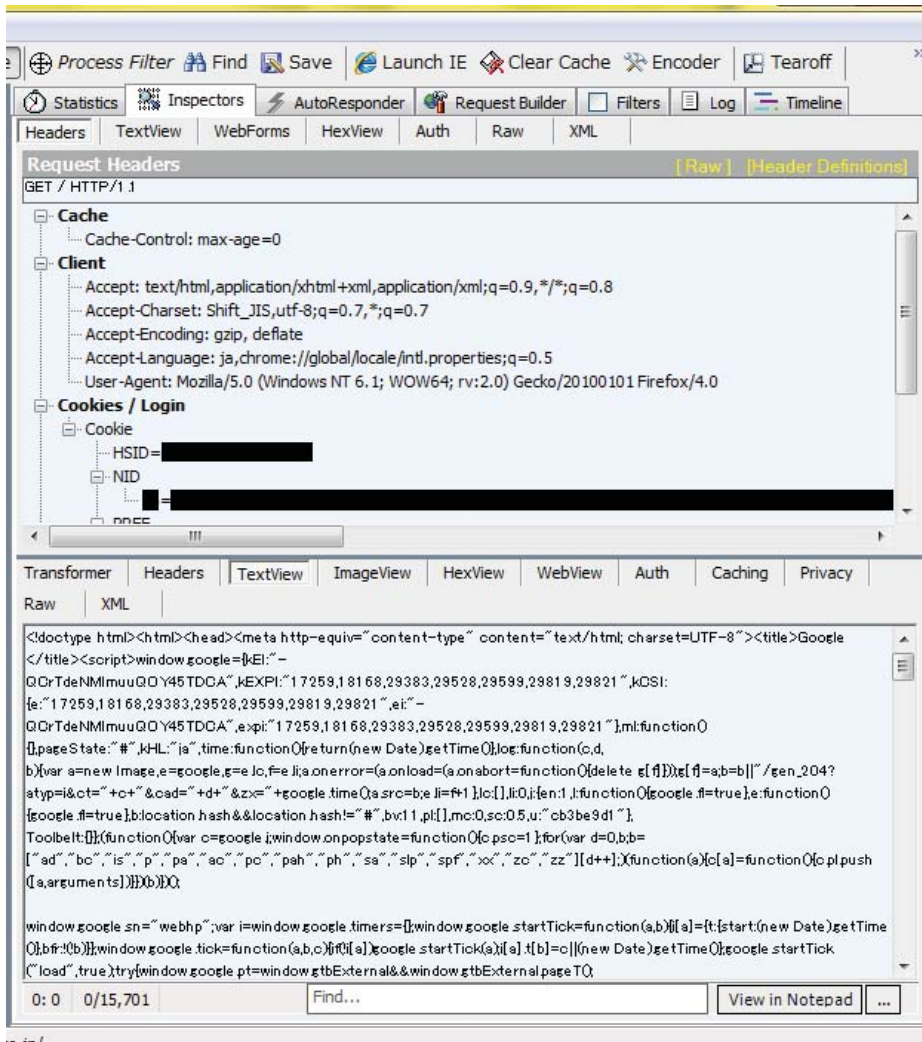 Process Filter Find Save Launch IE Clear Cache Encoder Tearoff »
Statistics Inspectors AutoResponder Request Builder Filters Log Timeline
Headers TextView WebForms HexView Auth Raw XML
Request Headers [ Raw ] [Header Definitions]
GET / HTTP/1.1
Cache
Cache-Control: max-age=0
Client
Accept: text/html,application/xhtml+xml,application/xml;q=0.9,*/*;q=0.8
Accept-Charset: Shift_JIS,utf-8;q=0.7,*;q=0.7
Accept-Encoding: gzip, deflate
Accept-Language: ja,chrome://global/locale/intl.properties;q=0.5
User-Agent: Mozilla/5.0 (Windows NT 6.1; WOW64; rv:2.0) Gecko/20100101 Firefox/4.0
Cookies / Login
Cookie
HSID=
NID
=
Transformer Headers TextView ImageView HexView WebView Auth Caching Privacy
Raw XML
<!doctype html><html><head><meta http-equiv="content-type" content="text/html; charset=UTF-8"><title>Google
</title><script>window.google={kEI:"-
QCrTdeNMImuuQOY45TDCA",kEXPI:"17259,18168,29383,29528,29599,29819,29821",kCSI:
{e:"17259,18168,29383,29528,29599,29819,29821",ei:"-
QCrTdeNMImuuQOY45TDCA",expi:"17259,18168,29383,29528,29599,29819,29821"},ml:function()
{},pageState:"#",kHL:"ja",time:function(){return(new Date).getTime()},log:function(c,d,
b){var a=new Image,e=google,g=e.lc,f=e.li;a.onerror=(a.onload=(a.onabort=function(){delete g[f]}));g[f]=a;b=b||"/gen_204?
atyp=i&ct="+c+"&cad="+d+"&zx="+google.time();a.src=b;e.li=f+1},lc:[],li:0,j:{en:1,l:function(){google.fl=true},e:function()
{google.fl=true},b:location.hash&&location.hash!="#",bv:11,pl:[],mc:0,sc:0.5,u:"cb3be9d1"},
Toolbelt:{}};(function(){var c=google.j;window.onpopstate=function(){c.psc=1};for(var d=0,b;b=
["ad","bc","is","p","pa","ac","pc","pah","ph","sa","slp","spf","xx","zc","zz"][d++];)(function(a){c[a]=function(){c.pl.push
([a,arguments])}})(b)})();
window.google.sn="webhp";var i=window.google.timers={};window.google.startTick=function(a,b){i[a]={t:{start:(new Date).getTime
()},bfr:!(!b)}};window.google.tick=function(a,b,c){if(!i[a])google.startTick(a);i[a].t[b]=c||(new Date).getTime()};google.startTick
("load",true);try{window.google.pt=window.gtbExternal&&window.gtbExternal.pageT();
0: 0 0/15,701 Find... View in Notepad ...